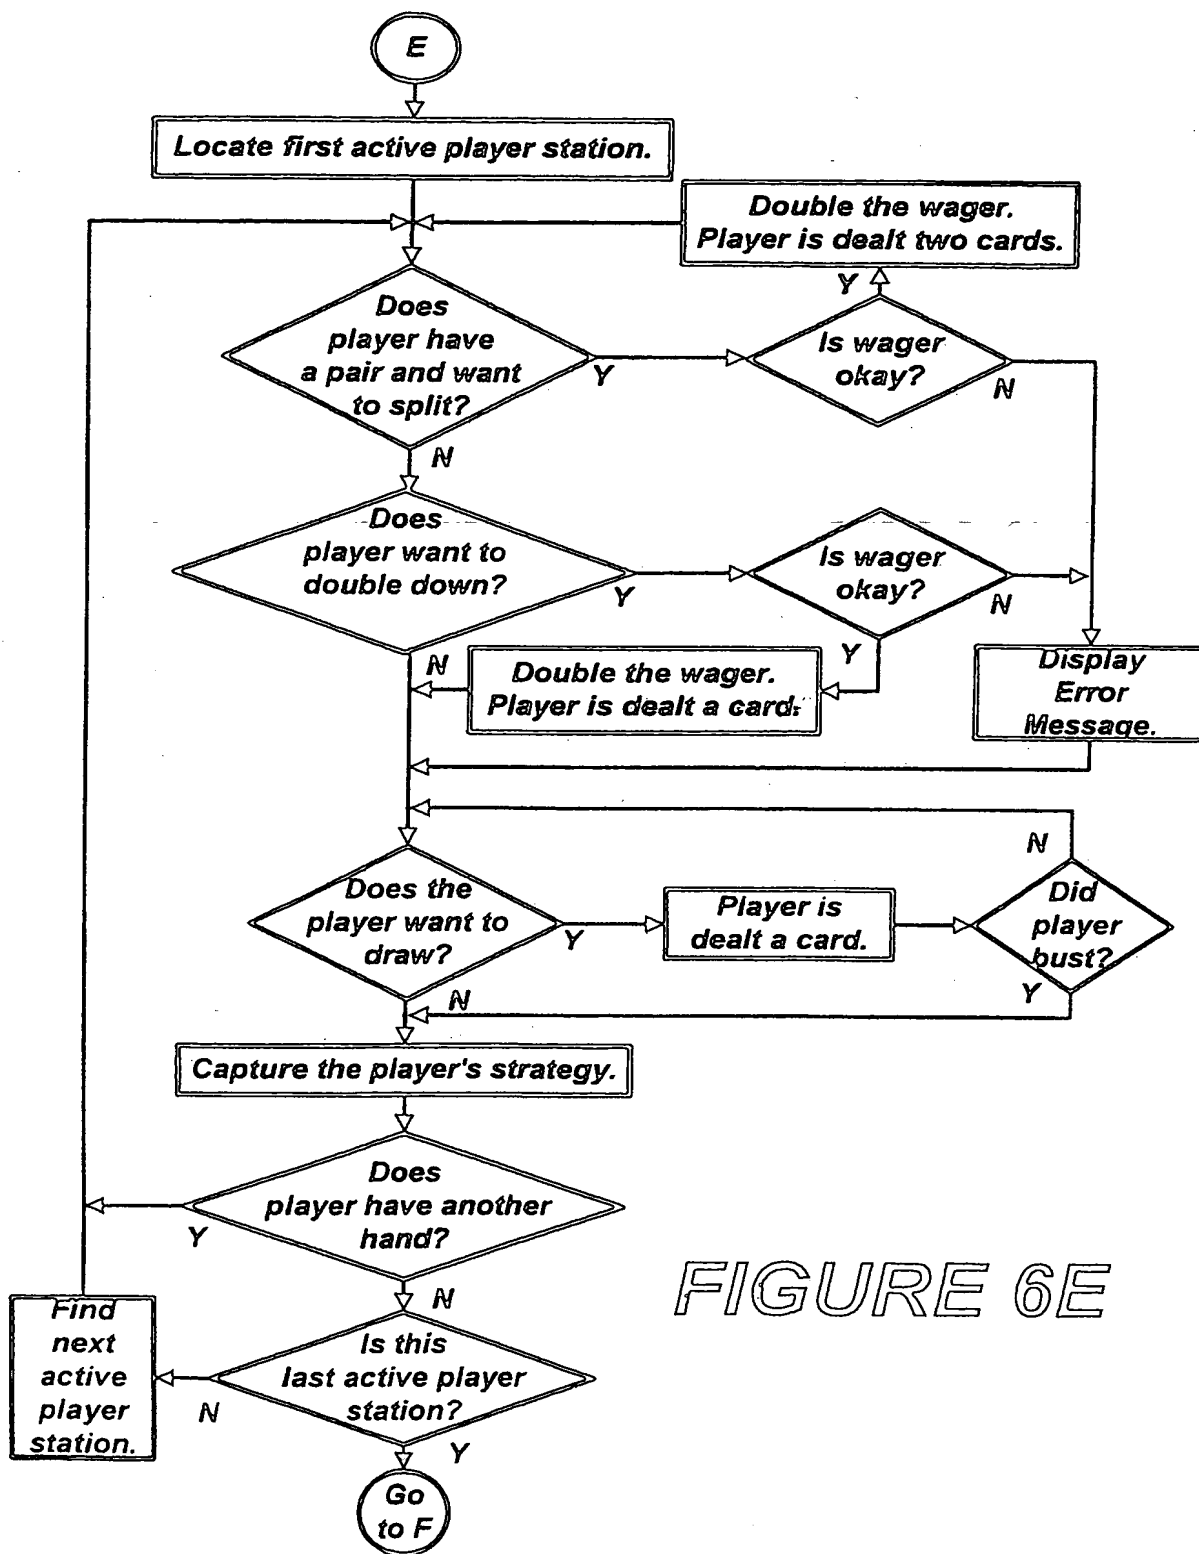 E
Locate first active player station.
Double the wager.
Player is dealt two cards.
Y
Does
player have
a pair and want
to split?
Y
Is wager
okay?
N
N
Does
player want to
double down?
Y
Is wager
okay?
N
Y
N
Double the wager.
Player is dealt a card.
Display
Error
Message.
N
Does the
player want to
draw?
Y
Player is
dealt a card.
Did
player
bust?
Y
N
Capture the player's strategy.
Does
player have another
hand?
Y
N
FIGURE 6E
Find
next
active
player
station.
Is this
last active player
station?
N
Y
Go
to F